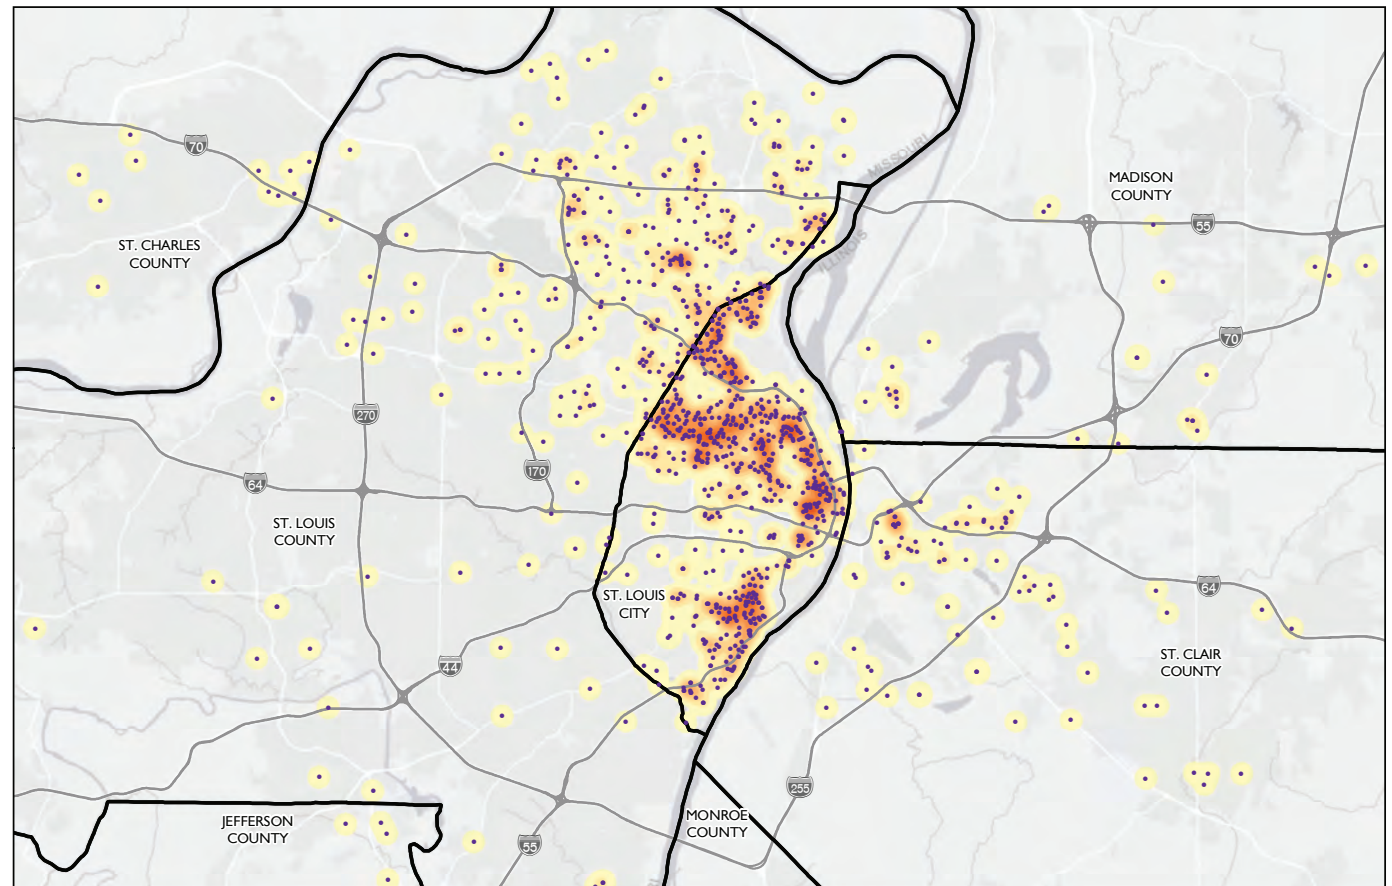 MISSOURI
70
MADISON
COUNTY
55
ST. CHARLES
COUNTY
ILLINOIS
70
270
170
64
ST. LOUIS
COUNTY
64
ST. LOUIS
CITY
44
ST. CLAIR
COUNTY
255
JEFFERSON
COUNTY
MONROE
COUNTY
55